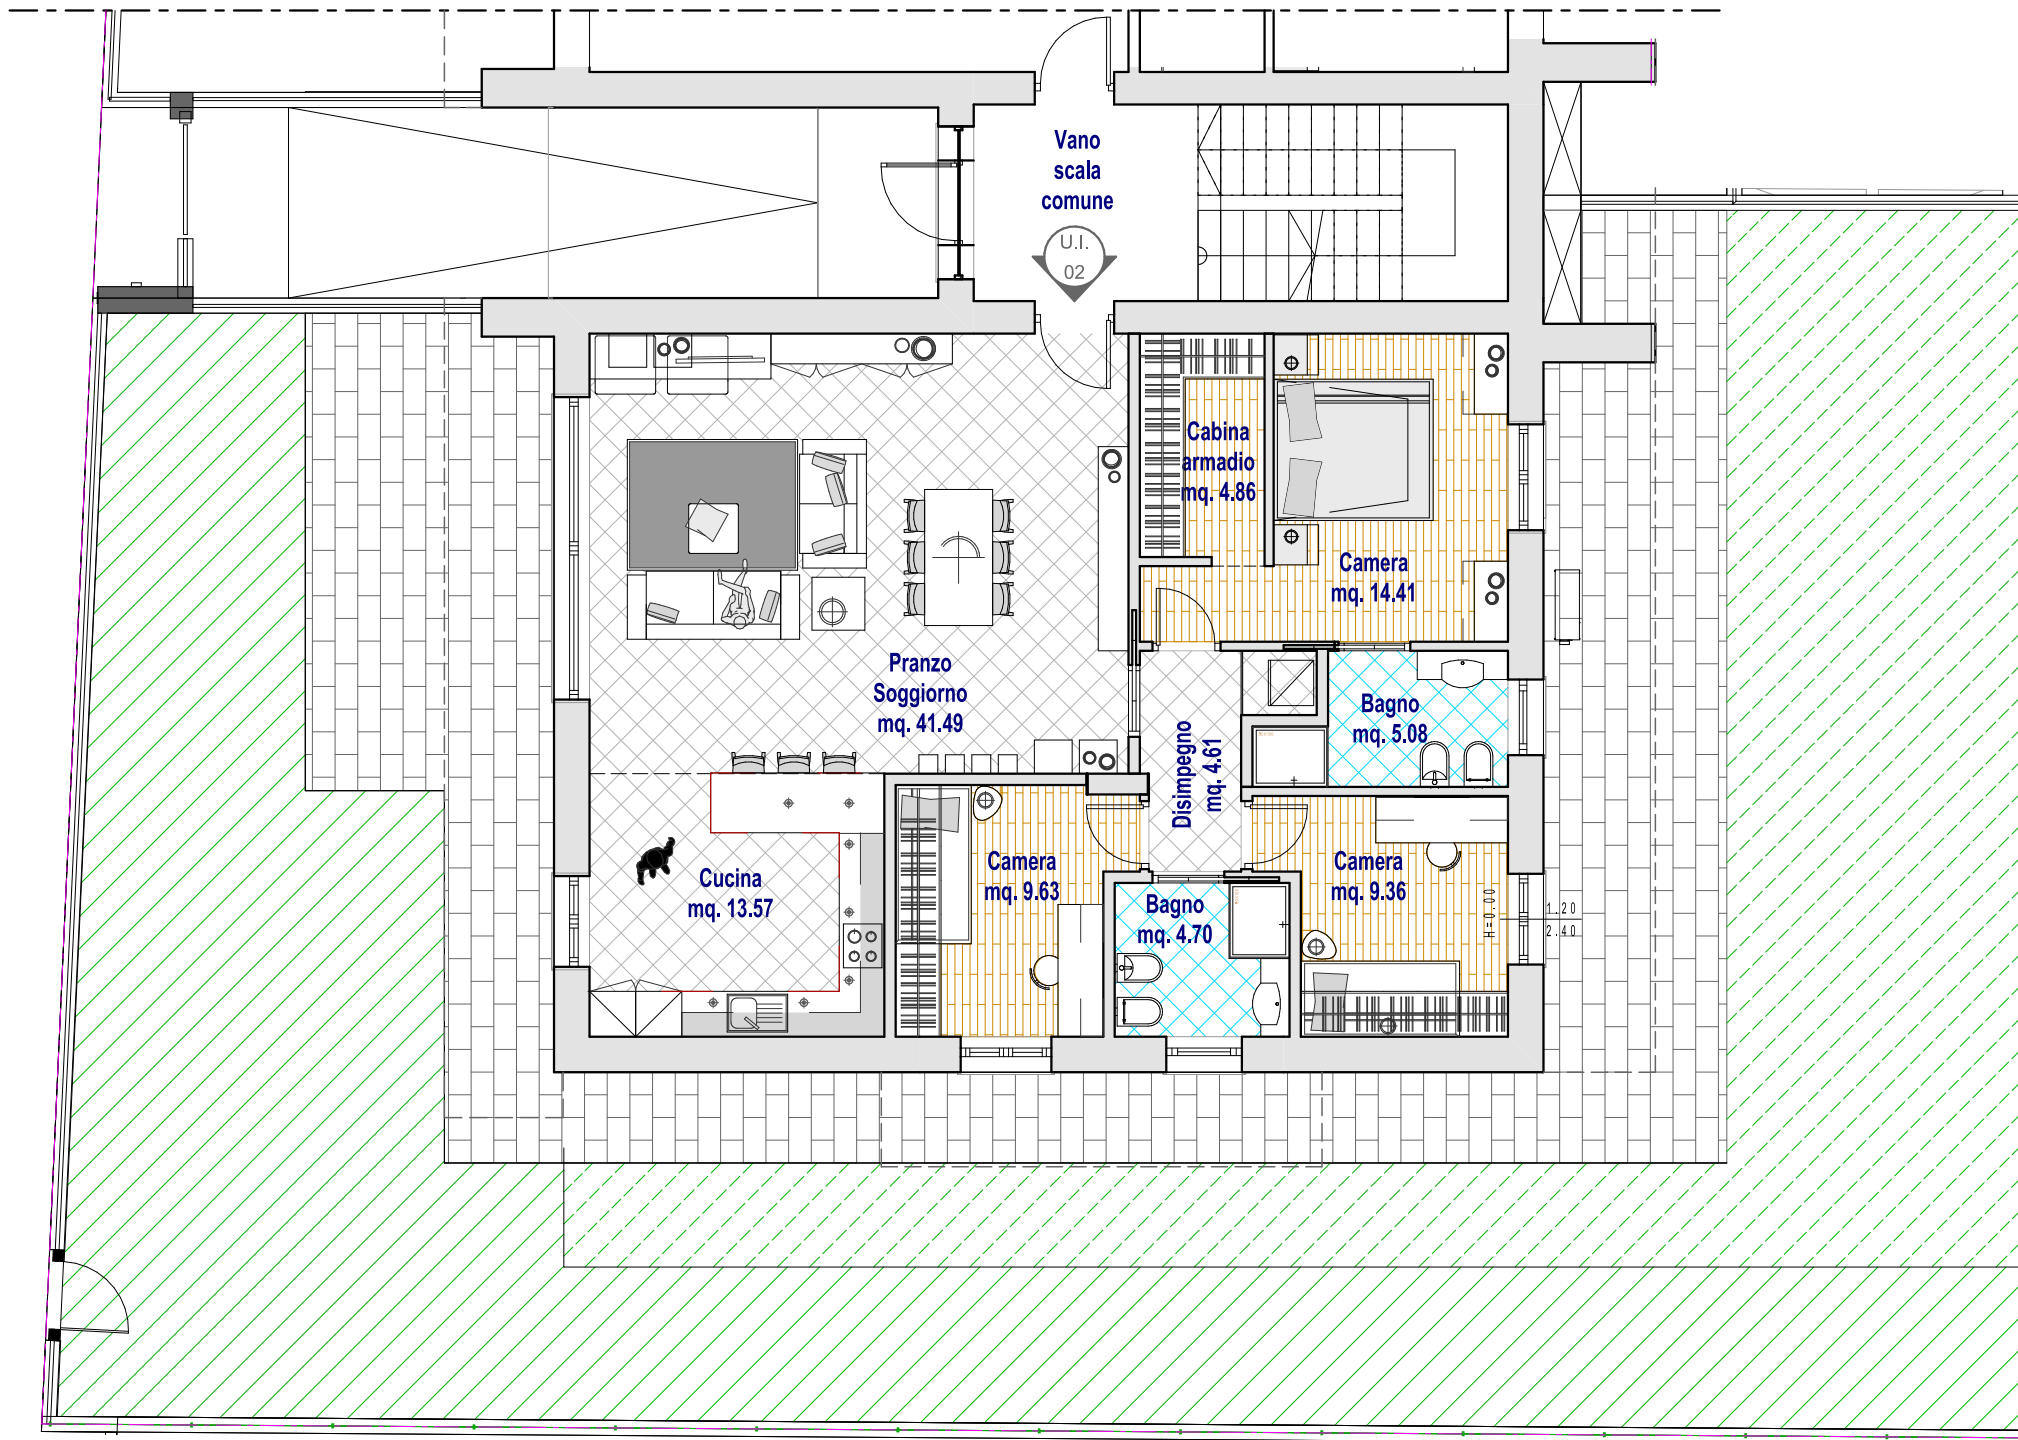 Vano
scala
comune
U.I.
02
Cabina
armadio
mq. 4.86
Camera
mq. 14.41
Pranzo
Soggiorno
mq. 41.49
Disimpegno
mq. 4.61
Bagno
mq. 5.08
Cucina
mq. 13.57
Camera
mq. 9.63
Bagno
mq. 4.70
Camera
mq. 9.36
H=0.00
1.20
2.40